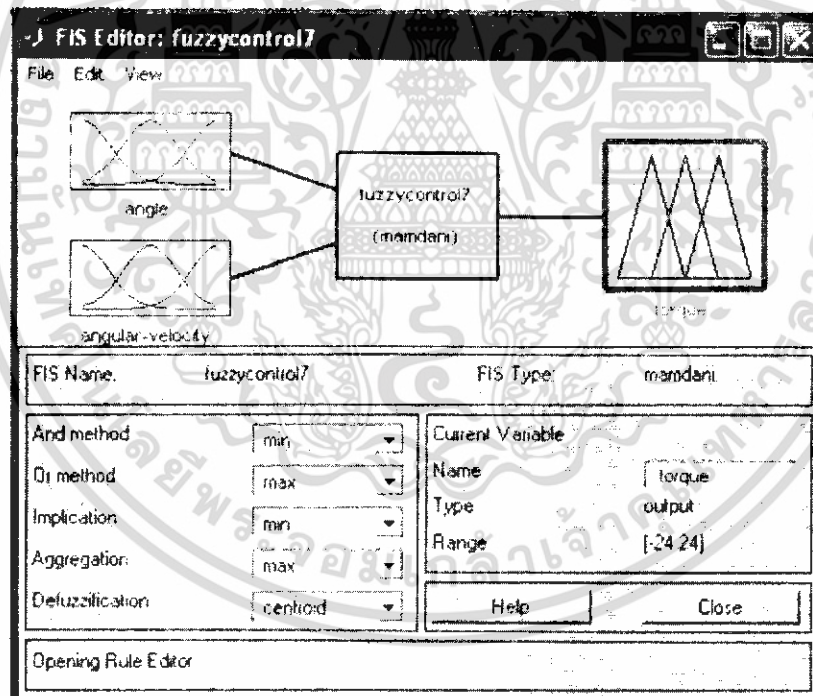 FIS Editor: fuzzycontrol7
File Edit View
angle
angular-velocity
fuzzycontrol7
(mamdani)
torque
FIS Name: fuzzycontrol7 FIS Type: mamdani
And method min
Or method max
Implication min
Aggregation max
Defuzzification centroid
Current Variable
Name torque
Type output
Range [-24 24]
Help Close
Opening Rule Editor